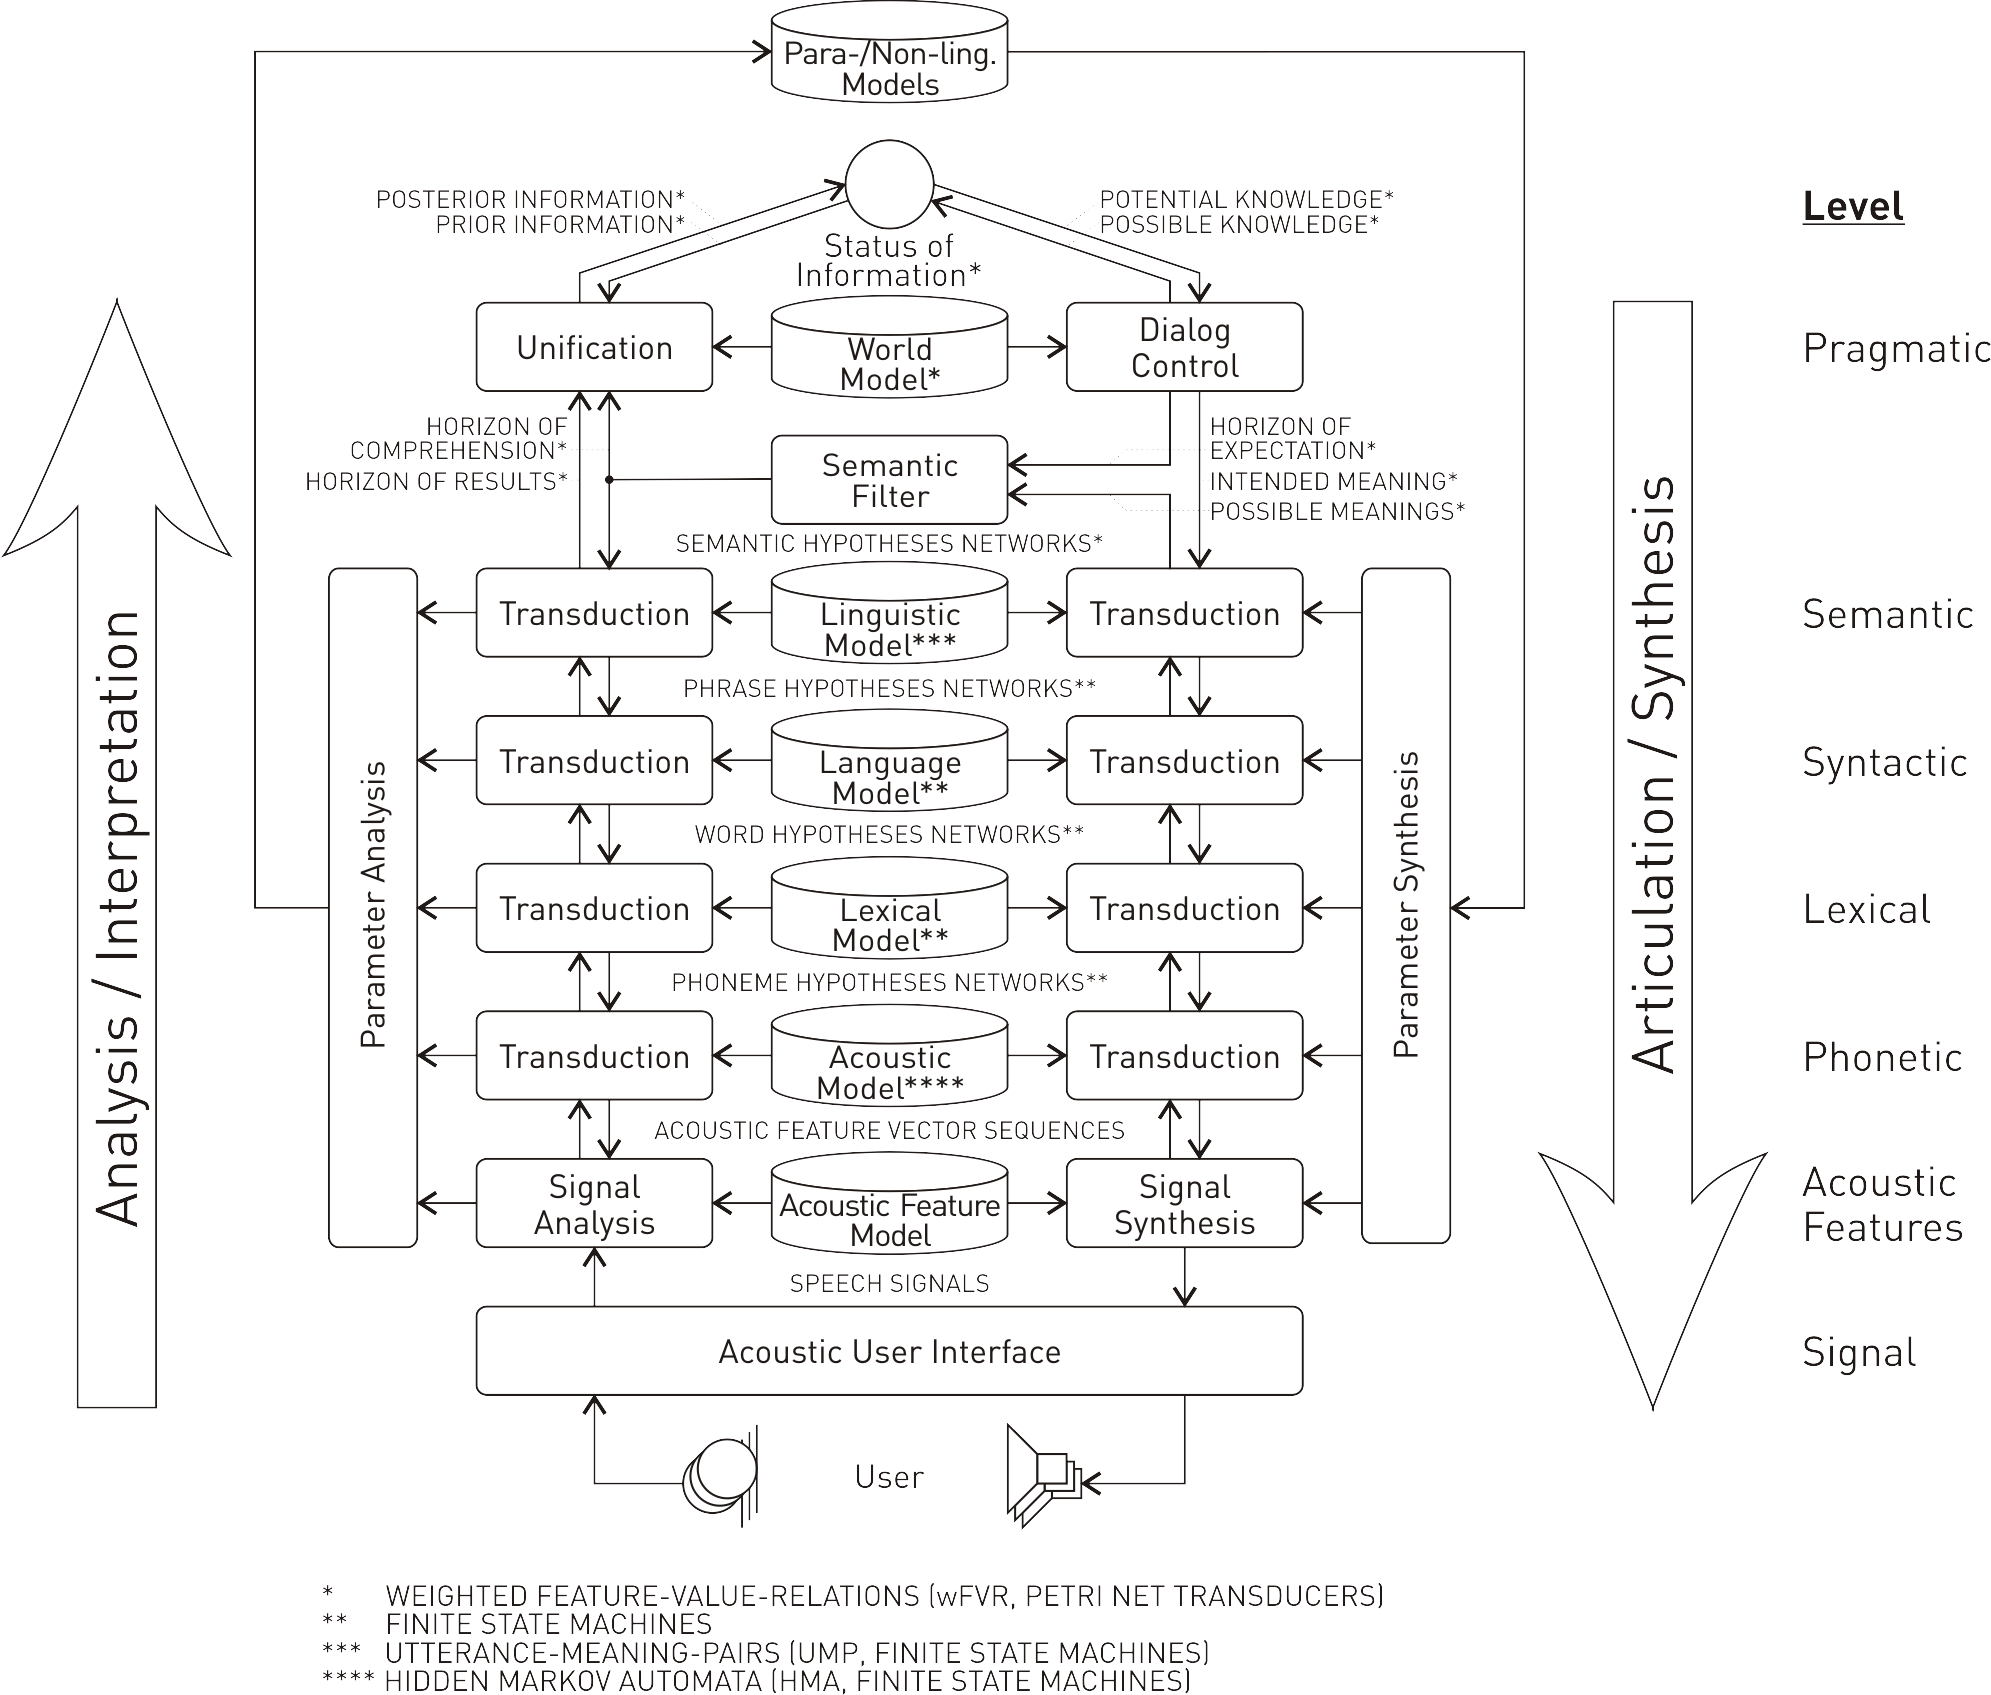 Para-/Non-ling.
Models
POSTERIOR INFORMATION*
PRIOR INFORMATION*
POTENTIAL KNOWLEDGE*
POSSIBLE KNOWLEDGE*
Level
Status of
Information*
Unification
World
Model*
Dialog
Control
Pragmatic
HORIZON OF
COMPREHENSION*
HORIZON OF RESULTS*
Semantic
Filter
HORIZON OF
EXPECTATION*
INTENDED MEANING*
POSSIBLE MEANINGS*
SEMANTIC HYPOTHESES NETWORKS*
Transduction
Linguistic
Model***
Transduction
Semantic
PHRASE HYPOTHESES NETWORKS**
Transduction
Language
Model**
Transduction
Syntactic
WORD HYPOTHESES NETWORKS**
Transduction
Lexical
Model**
Transduction
Lexical
PHONEME HYPOTHESES NETWORKS**
Transduction
Acoustic
Model****
Transduction
Phonetic
ACOUSTIC FEATURE VECTOR SEQUENCES
Signal
Analysis
Acoustic Feature
Model
Signal
Synthesis
Acoustic
Features
SPEECH SIGNALS
Acoustic User Interface
Signal
User
Analysis / Interpretation
Parameter Analysis
Parameter Synthesis
Articulation / Synthesis
* WEIGHTED FEATURE-VALUE-RELATIONS (wFVR, PETRI NET TRANSDUCERS)
** FINITE STATE MACHINES
*** UTTERANCE-MEANING-PAIRS (UMP, FINITE STATE MACHINES)
**** HIDDEN MARKOV AUTOMATA (HMA, FINITE STATE MACHINES)